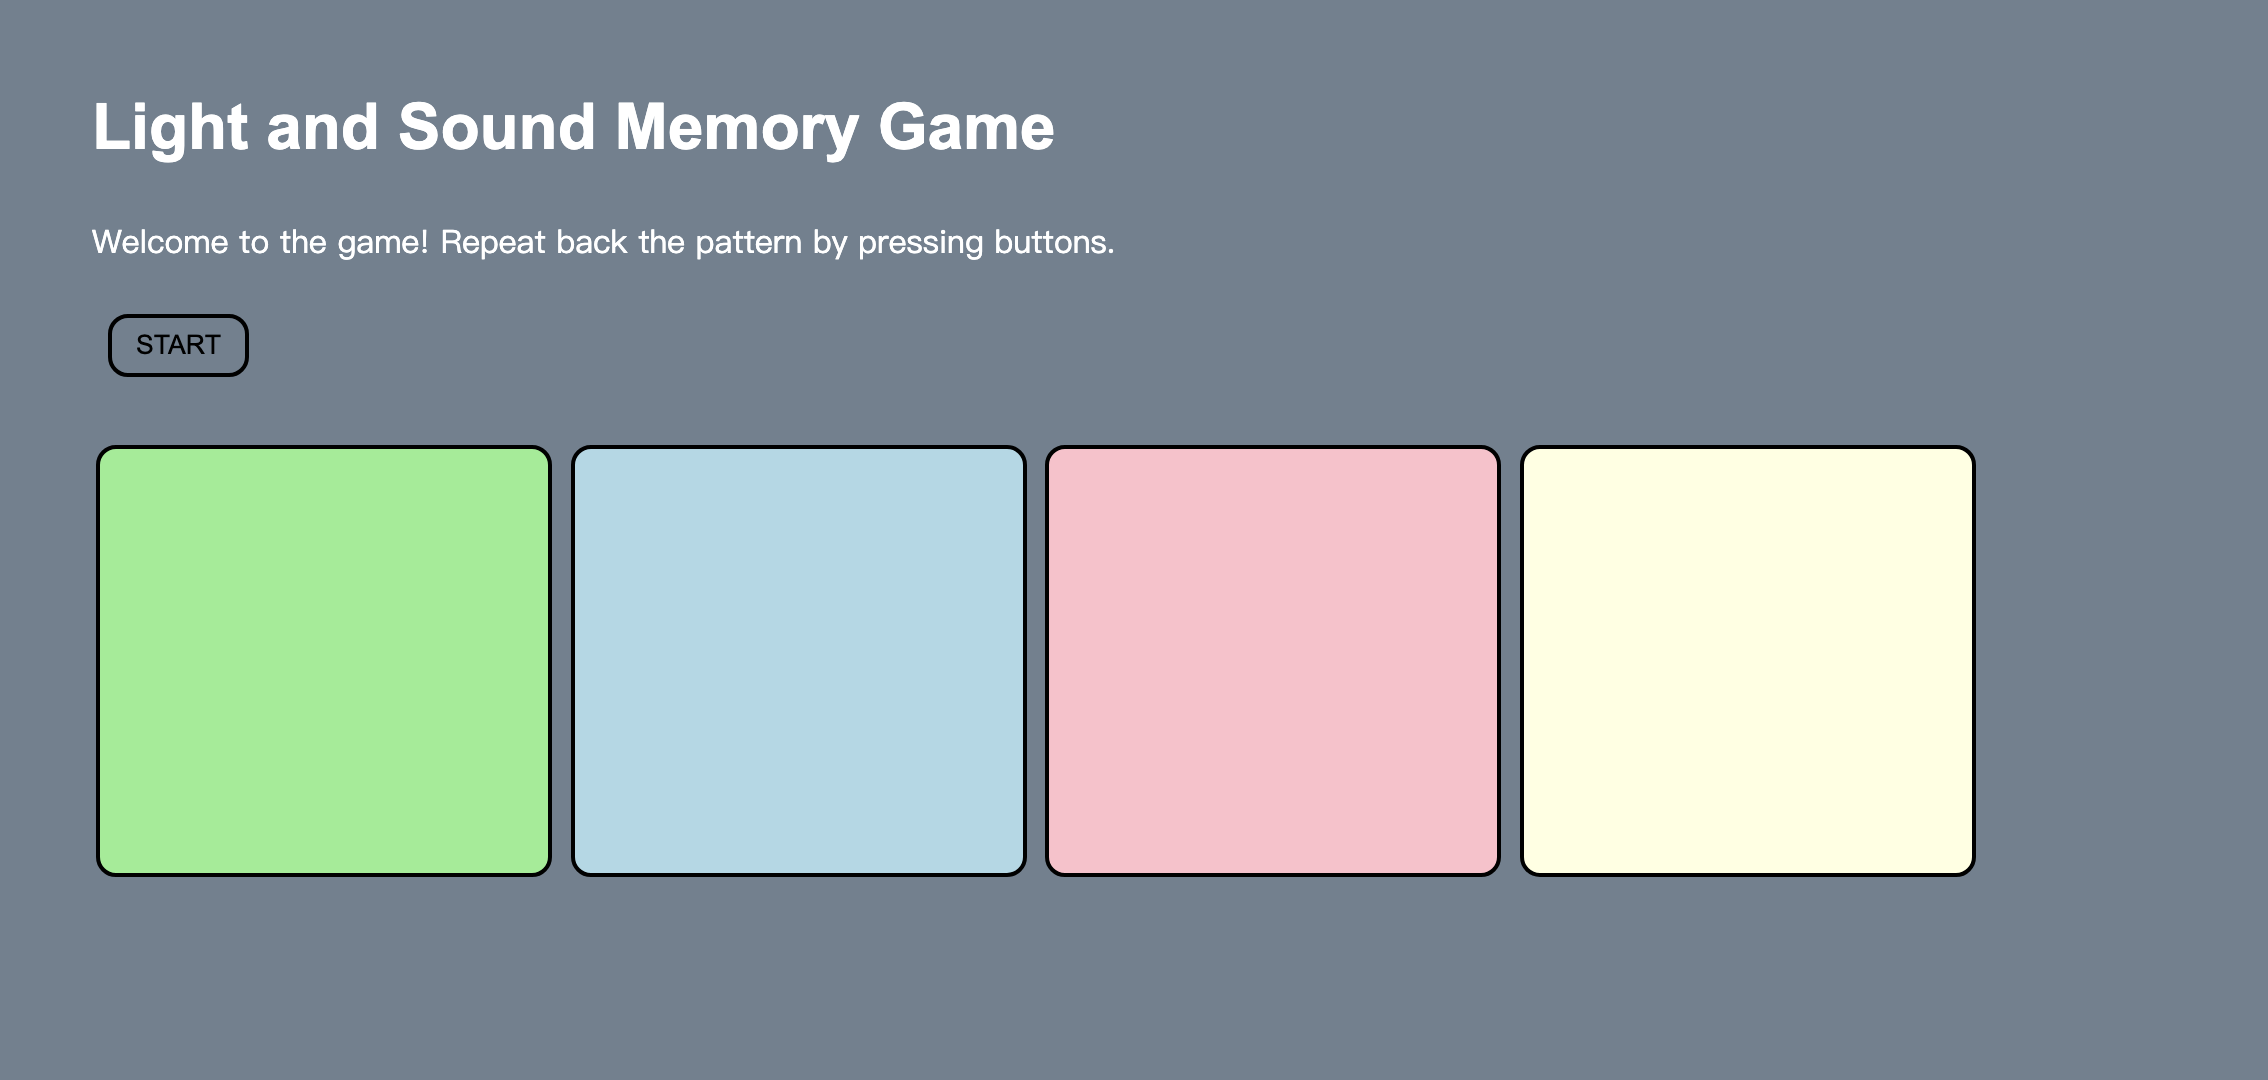 Light and Sound Memory Game
Welcome to the game! Repeat back the pattern by pressing buttons.
START